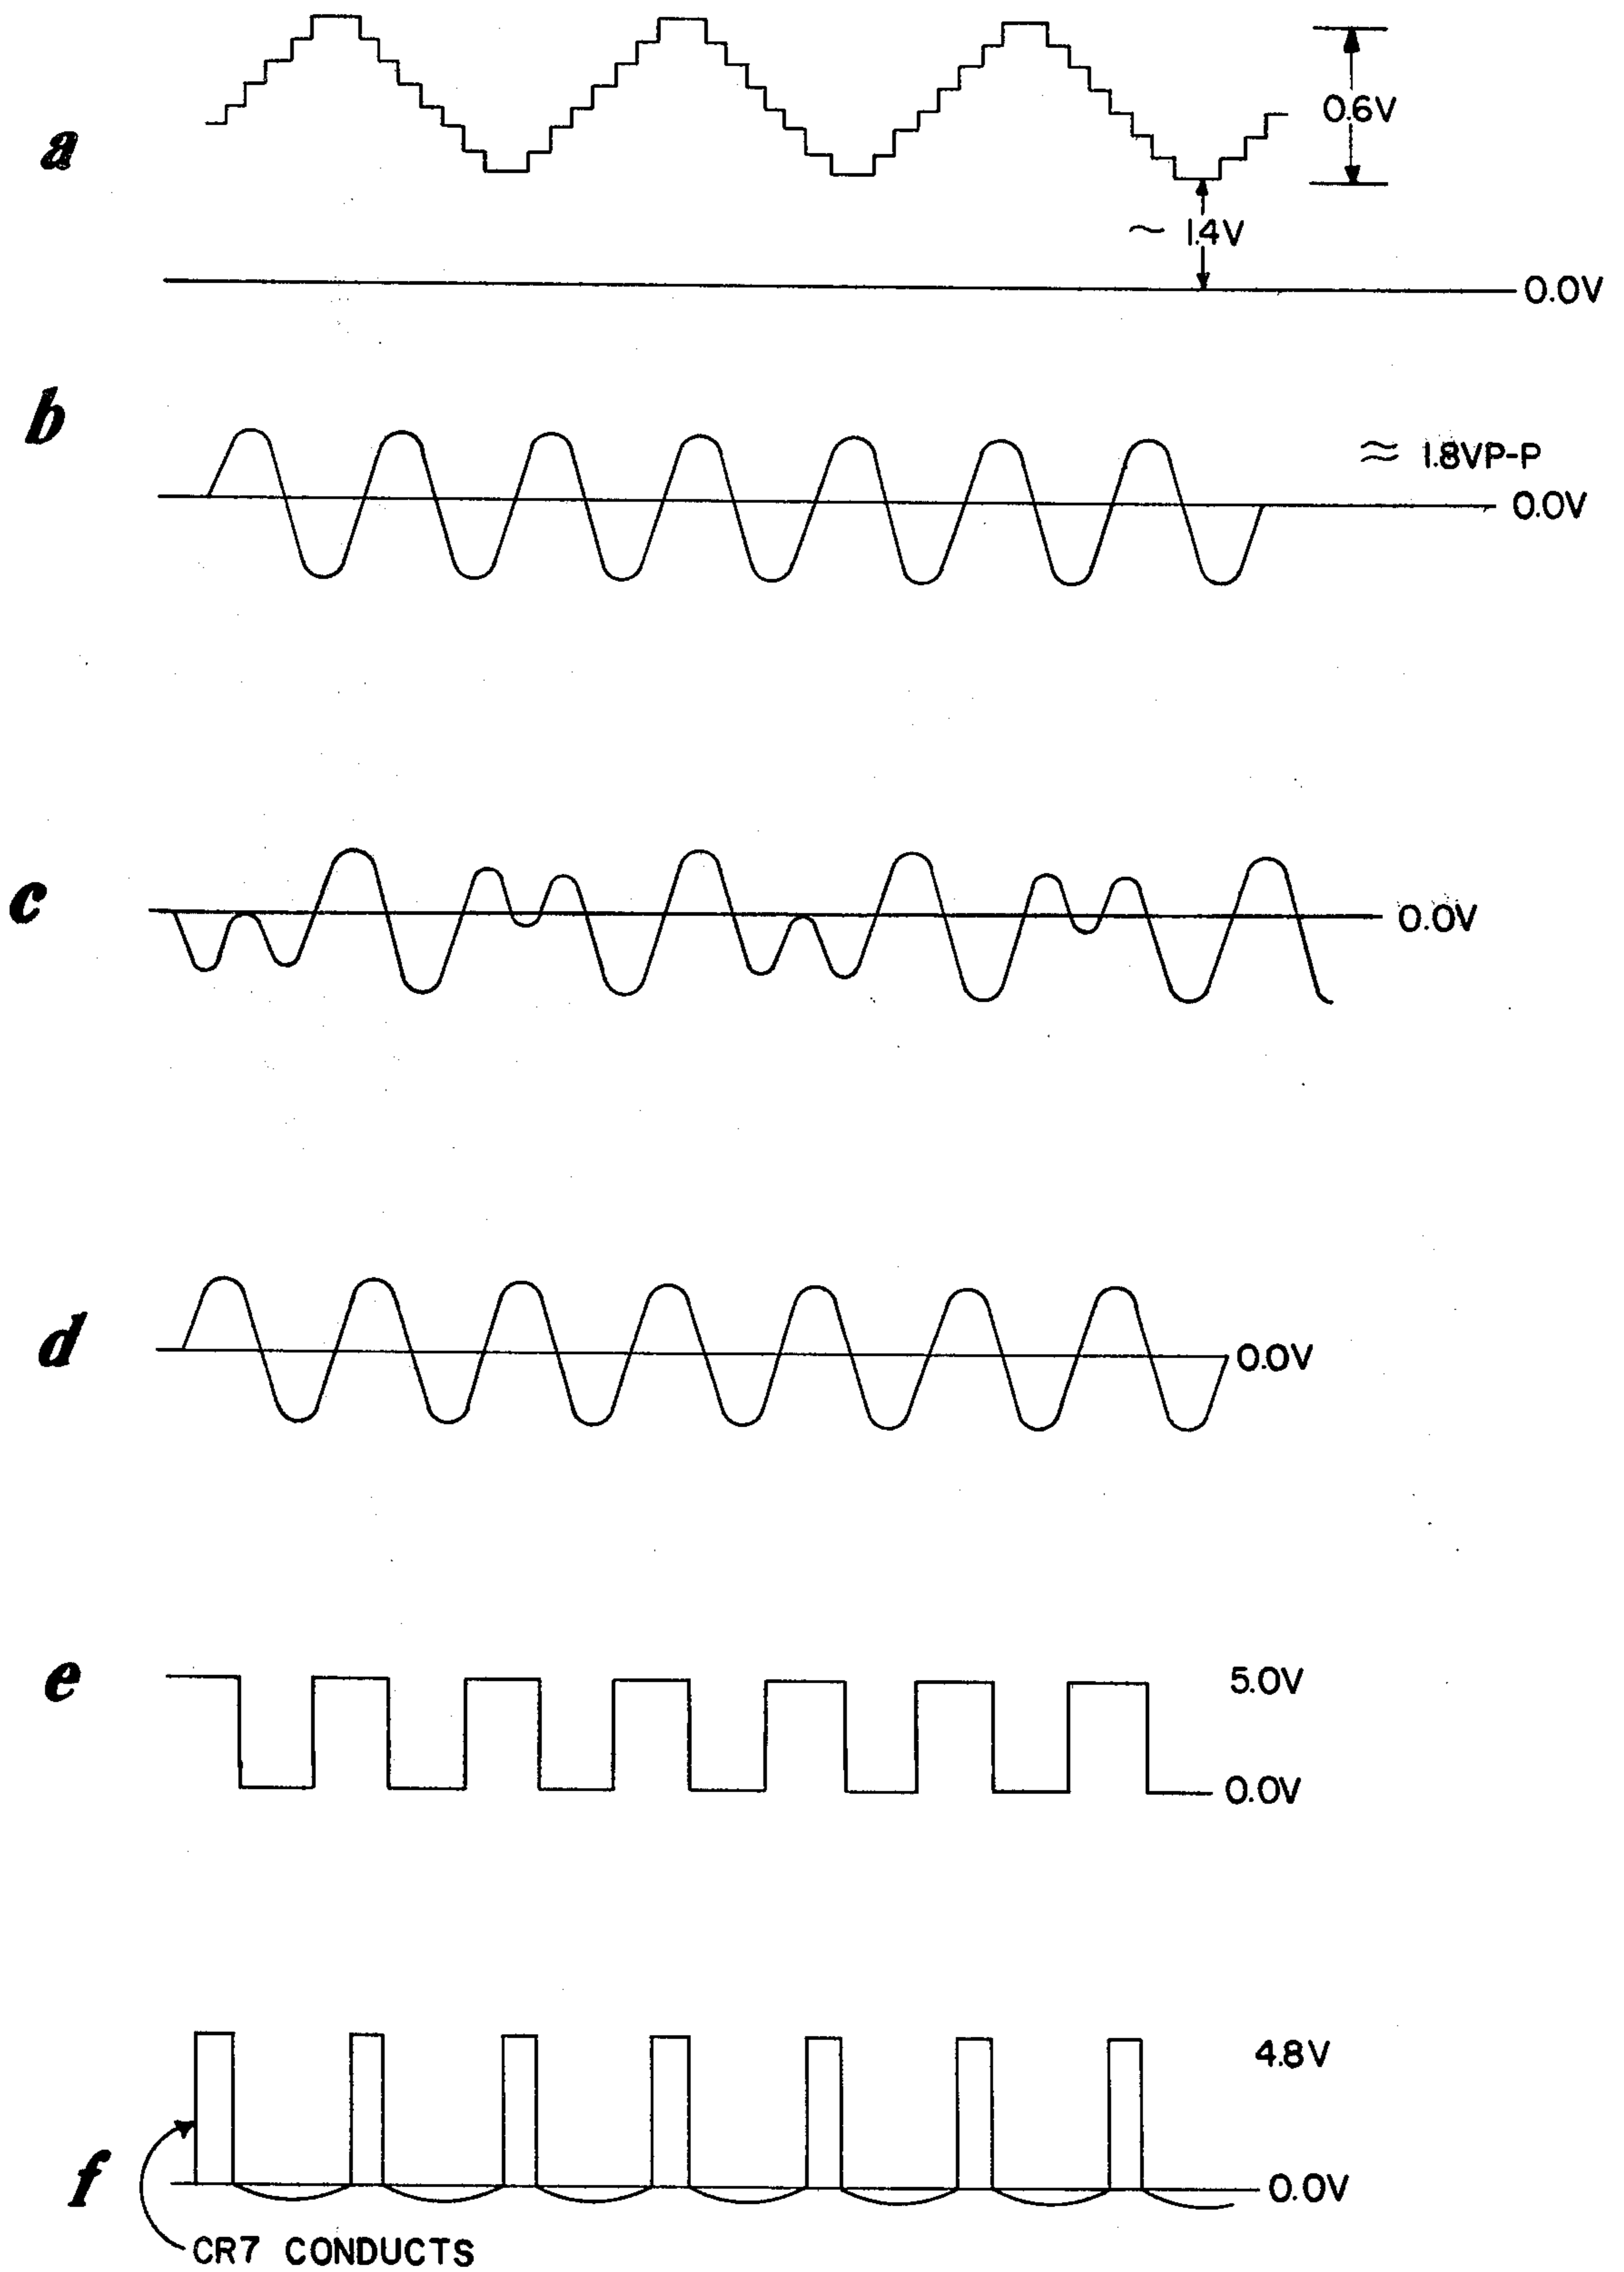 a
0.6V
~ 1.4V
0.0V
b
≈ 1.8VP-P
0.0V
c
0.0V
d
0.0V
e
5.0V
0.0V
f
4.8V
0.0V
CR7 CONDUCTS